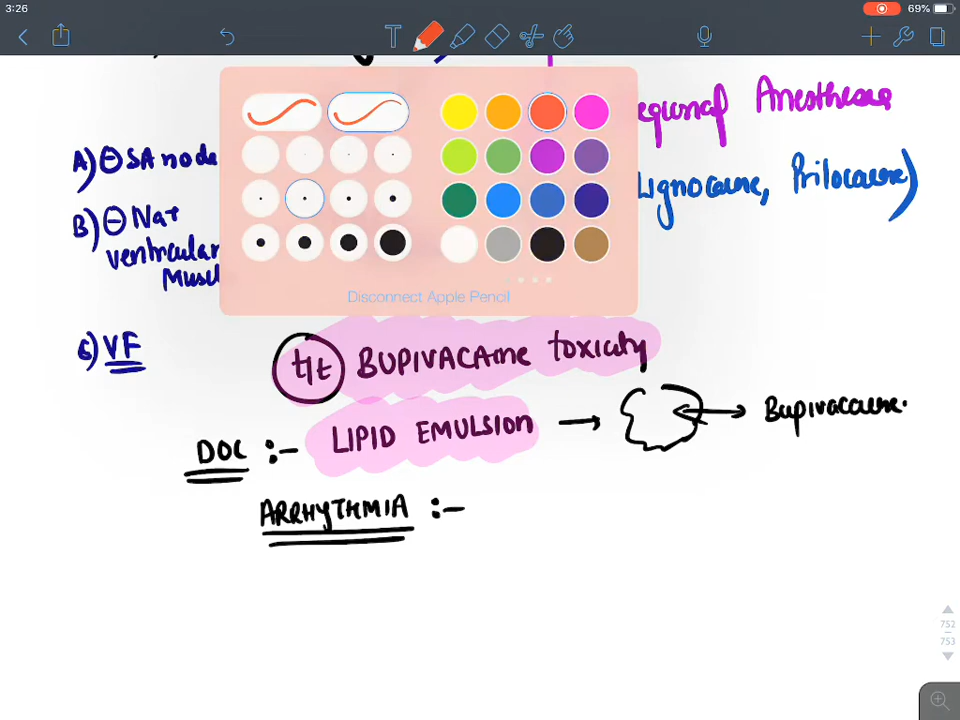 3:26
69%
T
Regional Anesthesia
A) ⊖ SA node
Lignocaine, Prilocaine)
B) ⊖ Na+
ventricular
Muscl
Disconnect Apple Pencil
C) VF
t/t BUPIVACAine toxicity
DOC :- LIPID EMULSION → Bupivacaine.
ARRHYTHMIA :-
752
753